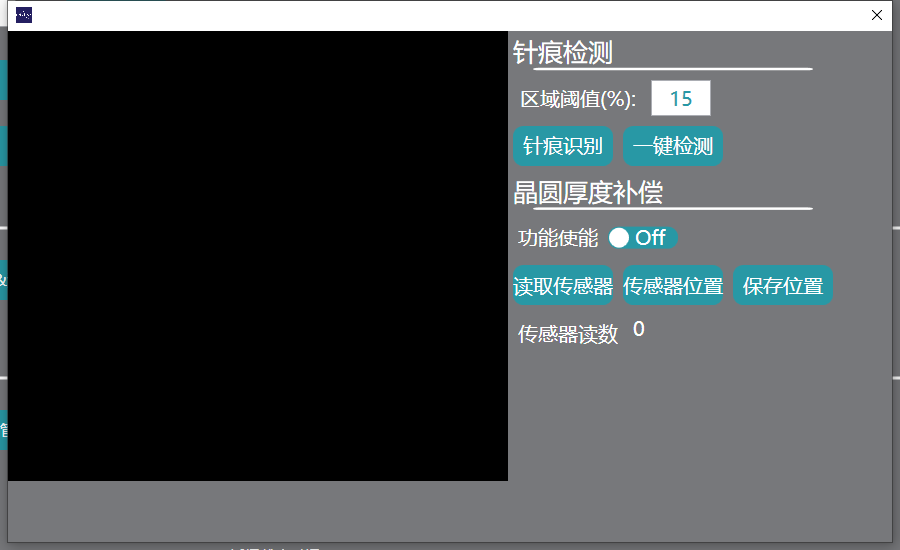 针痕检测
区域阈值(%): 15
针痕识别 一键检测
晶圆厚度补偿
功能使能 Off
读取传感器 传感器位置 保存位置
传感器读数 0